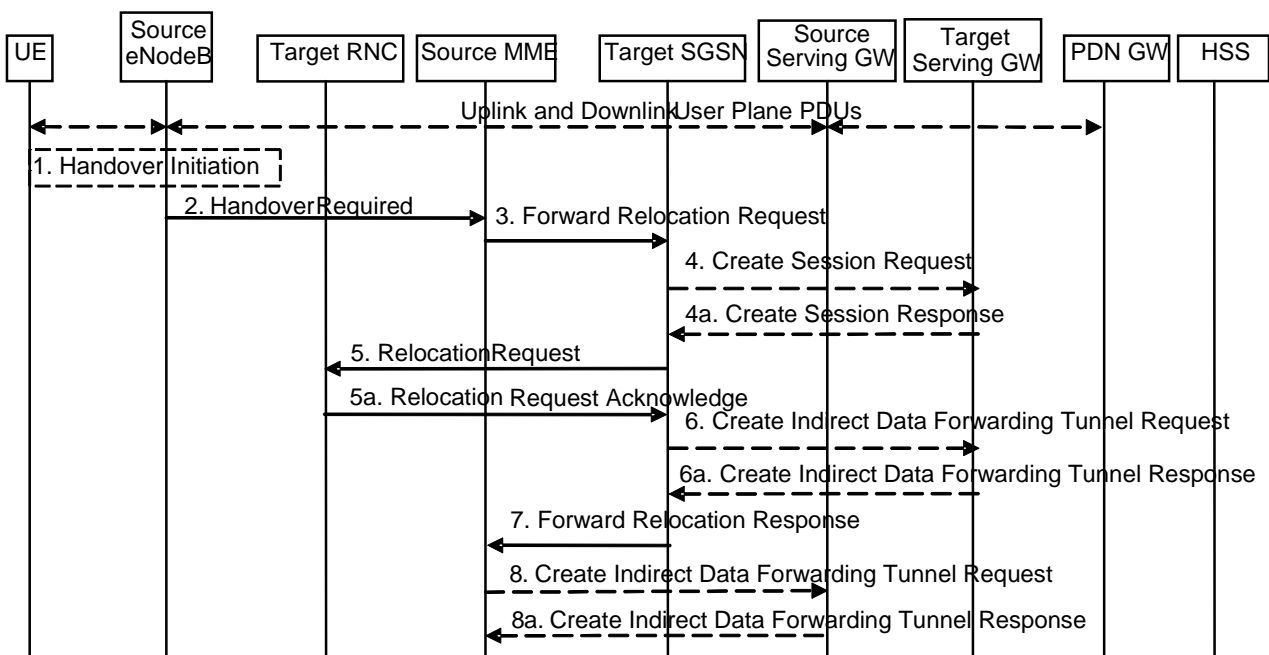 UE
Source
eNodeB
Target RNC
Source MME
Target SGSN
Source
Serving GW
Target
Serving GW
PDN GW
HSS
Uplink and Downlink User Plane PDUs
1. Handover Initiation
2. Handover Required
3. Forward Relocation Request
4. Create Session Request
4a. Create Session Response
5. Relocation Request
5a. Relocation Request Acknowledge
6. Create Indirect Data Forwarding Tunnel Request
6a. Create Indirect Data Forwarding Tunnel Response
7. Forward Relocation Response
8. Create Indirect Data Forwarding Tunnel Request
8a. Create Indirect Data Forwarding Tunnel Response